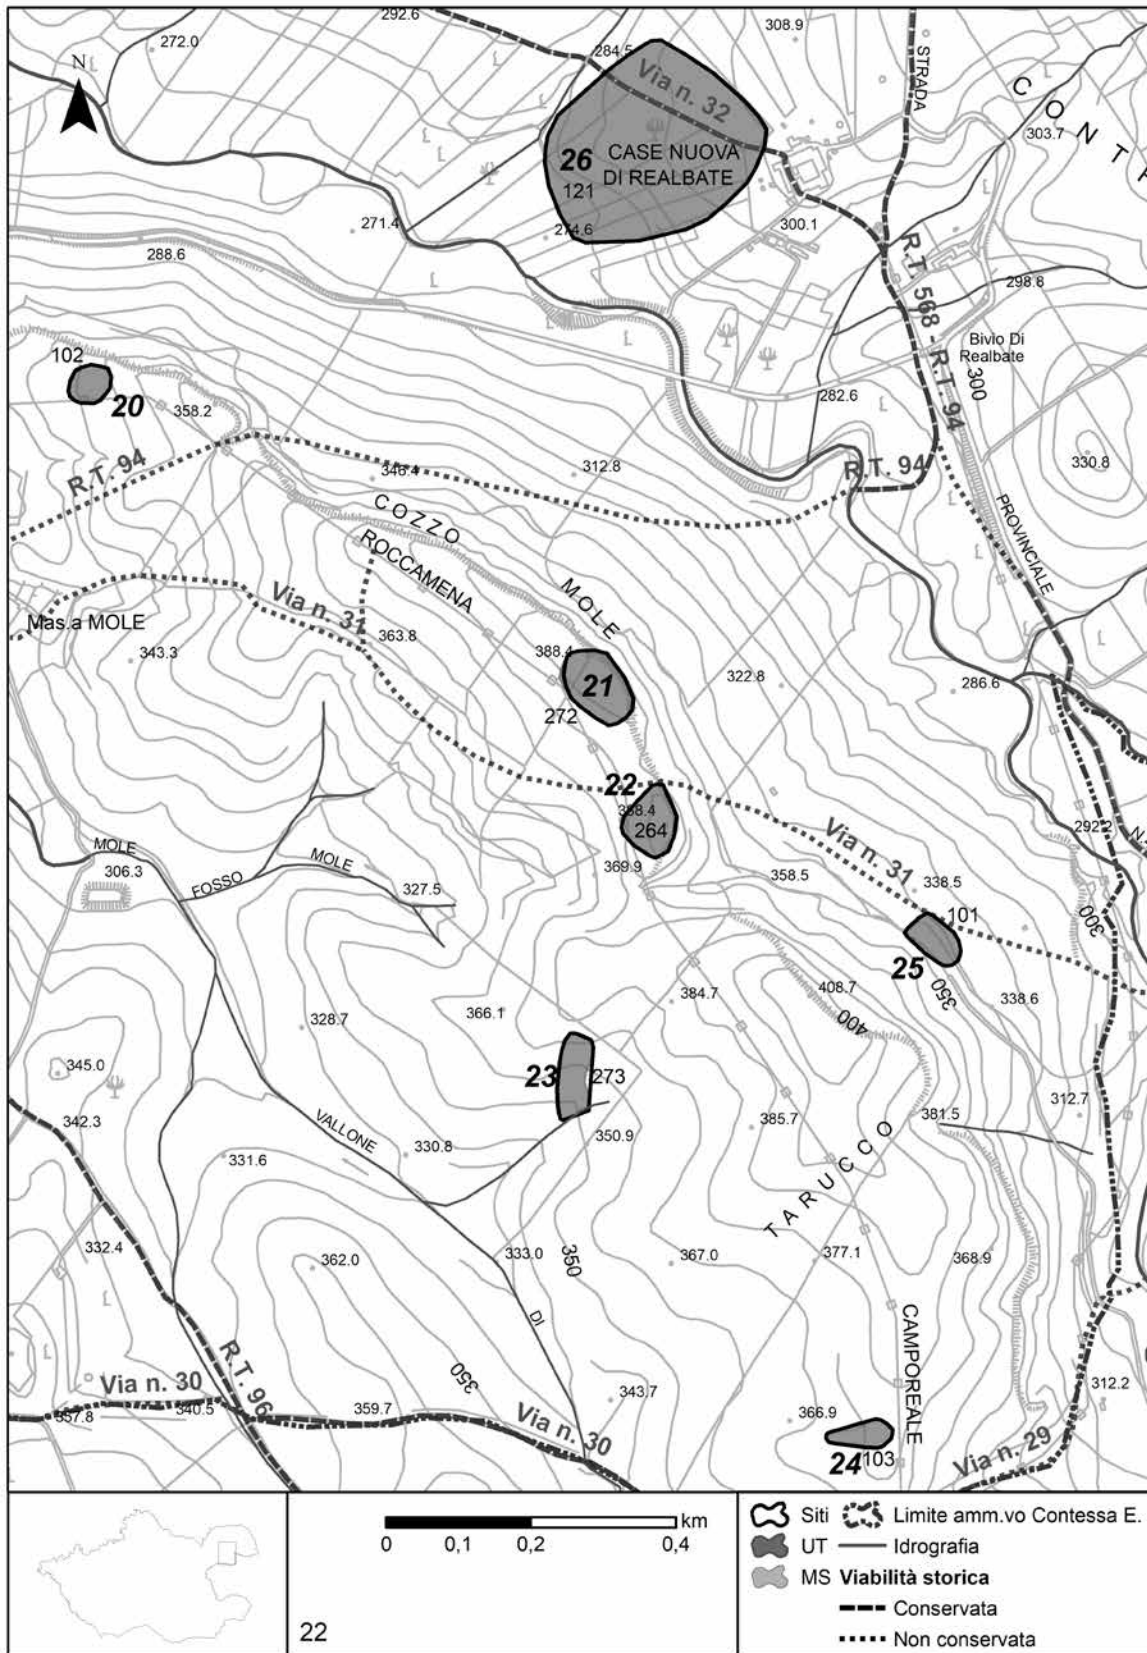 292.6
308.9
272.0
284.5
N
Via n. 32
STRADA
CONT
303.7
26
CASE NUOVA
DI REALBATE
121
271.4
274.6
300.1
288.6
R.T. 568 - R.T. 94
298.8
Bivio Di
Realbate
300
102
20
358.2
282.6
R.T. 94
346.4
312.8
R.T. 94
330.8
COZZO
ROCCAMENA
MOLE
PROVINCIALE
Via n. 31
Mas.a MOLE
363.8
343.3
388.4
21
322.8
286.6
272
22
264
292.2
MOLE
306.3
FOSSO
MOLE
369.9
358.5
Via n. 31
338.5
327.5
101
300
25
350
384.7
408.7
400
338.6
366.1
328.7
345.0
23
273
342.3
312.7
VALLONE
350.9
385.7
381.5
330.8
331.6
TARUCCO
332.4
362.0
333.0
350
367.0
377.1
368.9
DI
CAMPOREALE
R.T. 96
350
Via n. 30
357.8
340.5
359.7
343.7
312.2
Via n. 30
366.9
Via n. 29
24
103
km
0
0,1
0,2
0,4
22
Siti
Limite amm.vo Contessa E.
UT
Idrografia
MS
Viabilità storica
Conservata
Non conservata